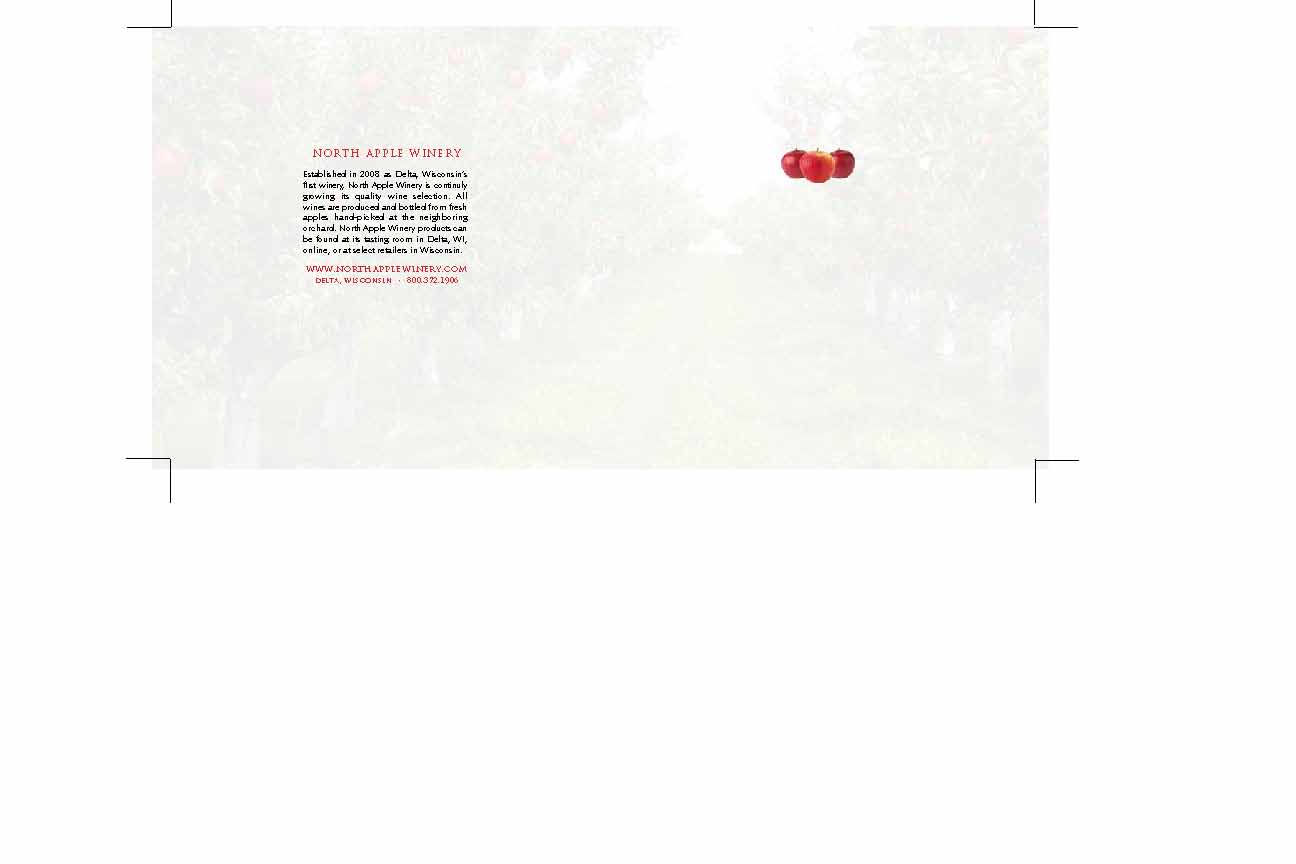 NORTH APPLE WINERY
Established in 2008 as Delta, Wisconsin's
first winery, North Apple Winery is continuly
growing its quality wine selection. All
wines are produced and bottled from fresh
apples hand-picked at the neighboring
orchard. North Apple Winery products can
be found at its tasting room in Delta, WI,
online, or at select retailers in Wisconsin.
WWW.NORTHAPPLEWINERY.COM
DELTA, WISCONSIN · 800.372.1906